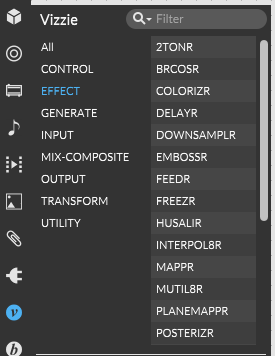 Vizzie
Filter
All
CONTROL
EFFECT
GENERATE
INPUT
MIX-COMPOSITE
OUTPUT
TRANSFORM
UTILITY
2TONR
BRCOSR
COLORIZR
DELAYR
DOWNSAMPLR
EMBOSSR
FEEDR
FREEZR
HUSALIR
INTERPOL8R
MAPPR
MUTIL8R
PLANEMAPPR
POSTERIZR
v
b